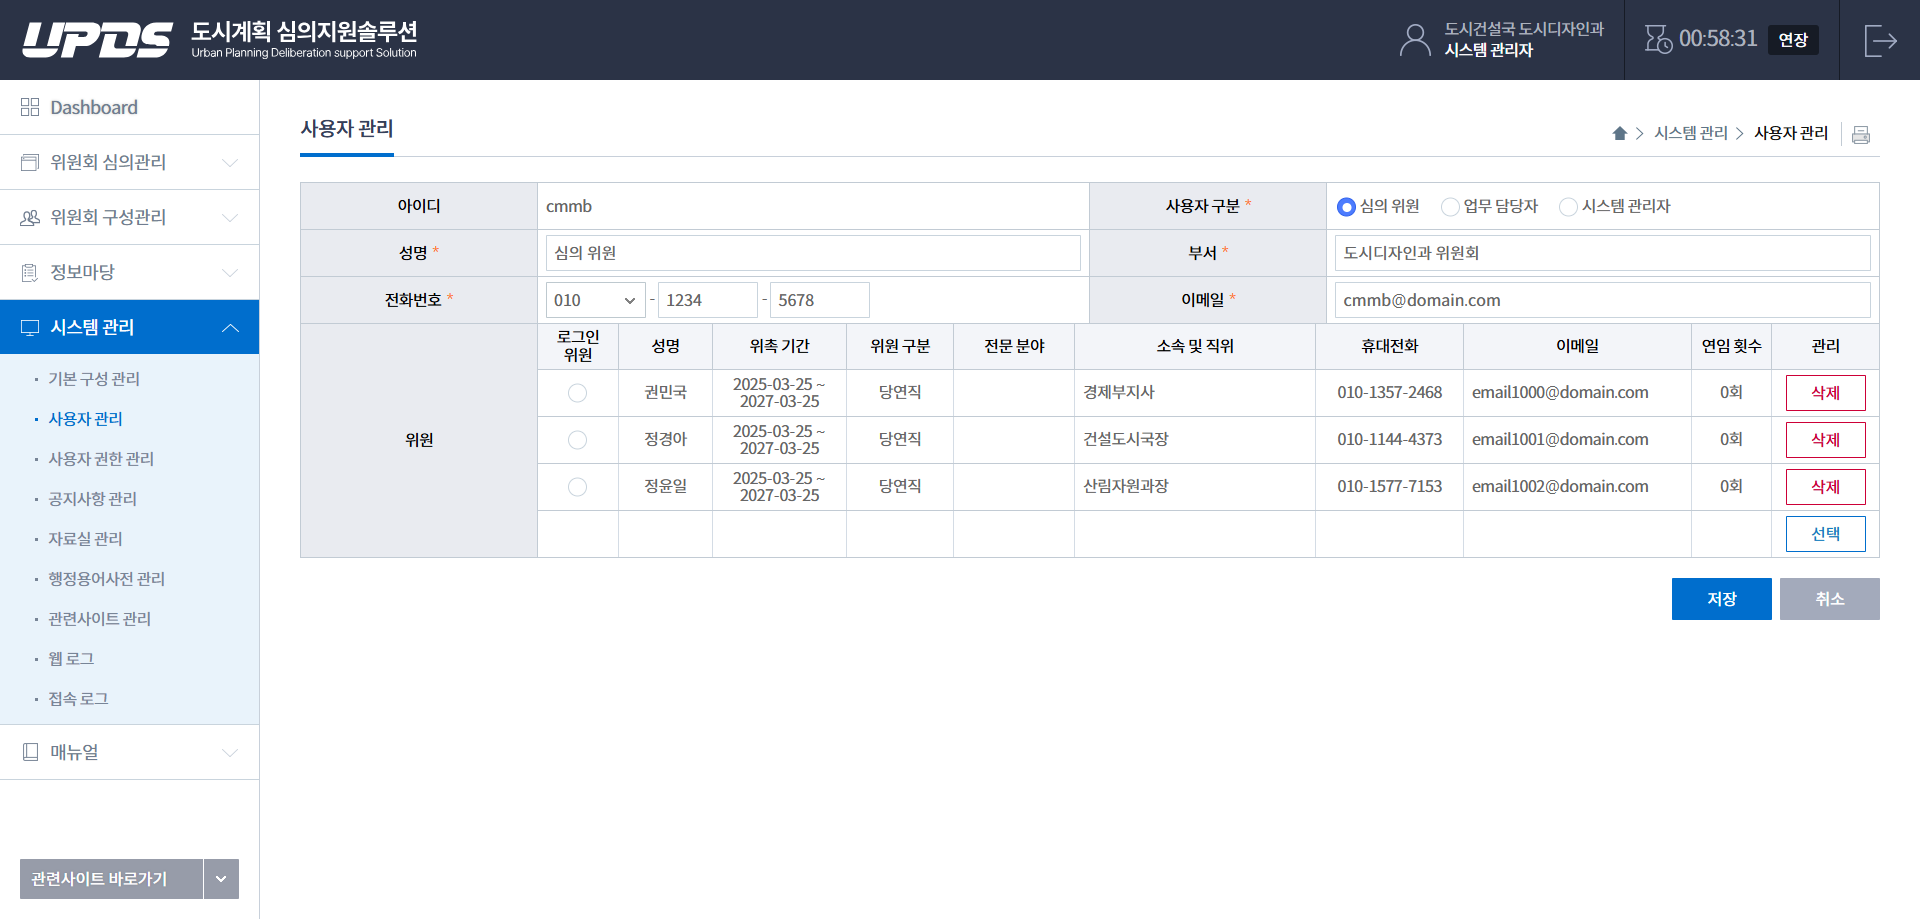 UPDS 도시계획 심의지원솔루션
Urban Planning Deliberation support Solution
도시건설국 도시디자인과
시스템 관리자
00:58:31 연장
Dashboard
위원회 심의관리
위원회 구성관리
정보마당
시스템 관리
· 기본 구성 관리
· 사용자 관리
· 사용자 권한 관리
· 공지사항 관리
· 자료실 관리
· 행정용어사전 관리
· 관련사이트 관리
· 웹 로그
· 접속 로그
매뉴얼
관련사이트 바로가기
사용자 관리
> 시스템 관리 > 사용자 관리
아이디 cmmb 사용자 구분 * 심의 위원 업무 담당자 시스템 관리자
성명 * 심의 위원 부서 * 도시디자인과 위원회
전화번호 * 010 - 1234 - 5678 이메일 * cmmb@domain.com
위원
로그인 위원 성명 위촉 기간 위원 구분 전문 분야 소속 및 직위 휴대전화 이메일 연임 횟수 관리
권민국 2025-03-25 ~ 2027-03-25 당연직 경제부지사 010-1357-2468 email1000@domain.com 0회 삭제
정경아 2025-03-25 ~ 2027-03-25 당연직 건설도시국장 010-1144-4373 email1001@domain.com 0회 삭제
정윤일 2025-03-25 ~ 2027-03-25 당연직 산림자원과장 010-1577-7153 email1002@domain.com 0회 삭제
선택
저장 취소